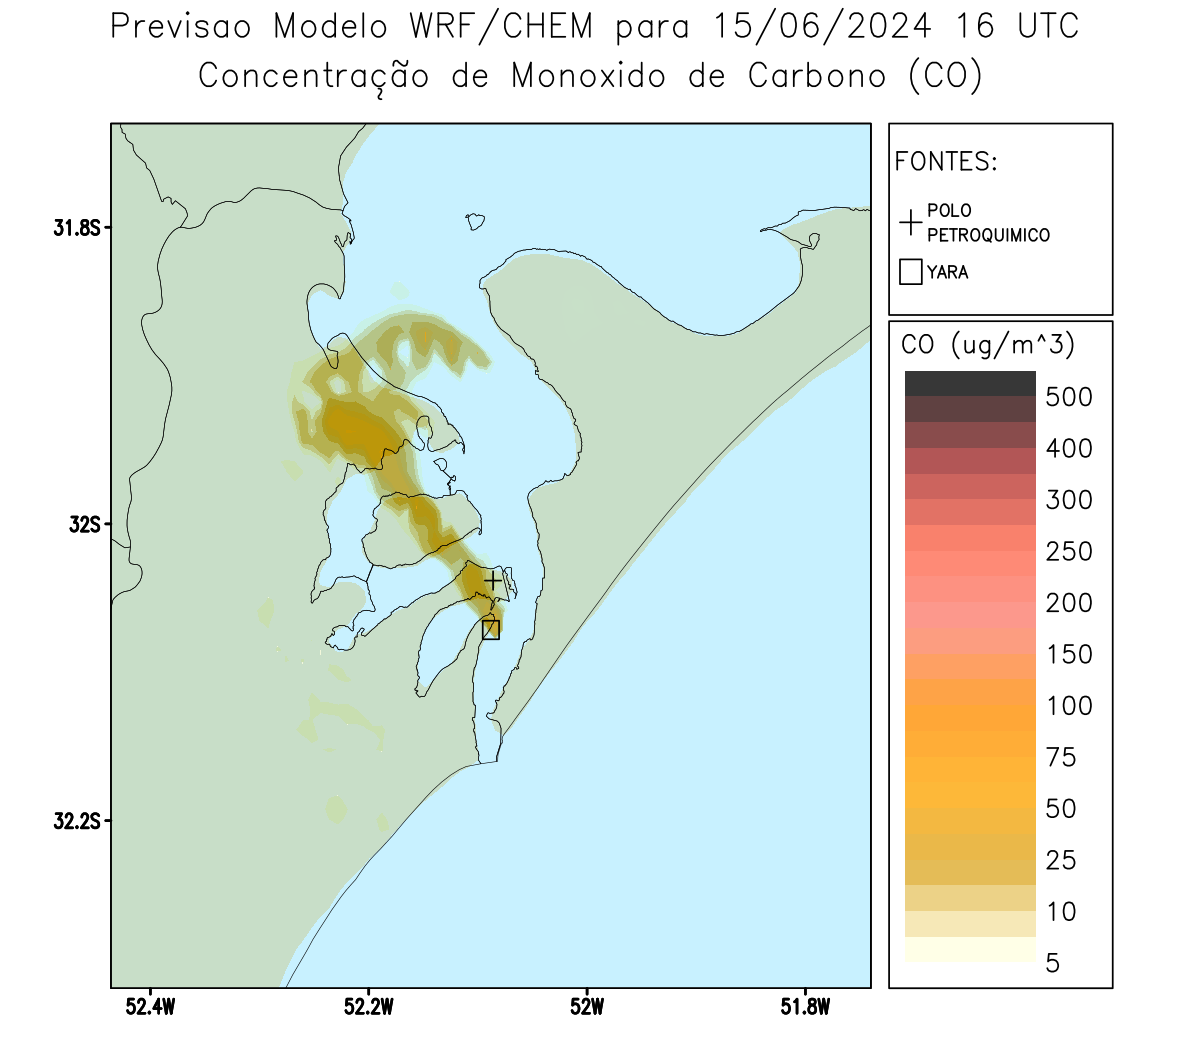 Previsao Modelo WRF/CHEM para 15/06/2024 16 UTC
Concentração de Monoxido de Carbono (CO)
FONTES:
POLO
PETROQUIMICO
YARA
CO (ug/m^3)
500
400
300
250
200
150
100
75
50
25
10
5
31.8S
32S
32.2S
52.4W
52.2W
52W
51.8W